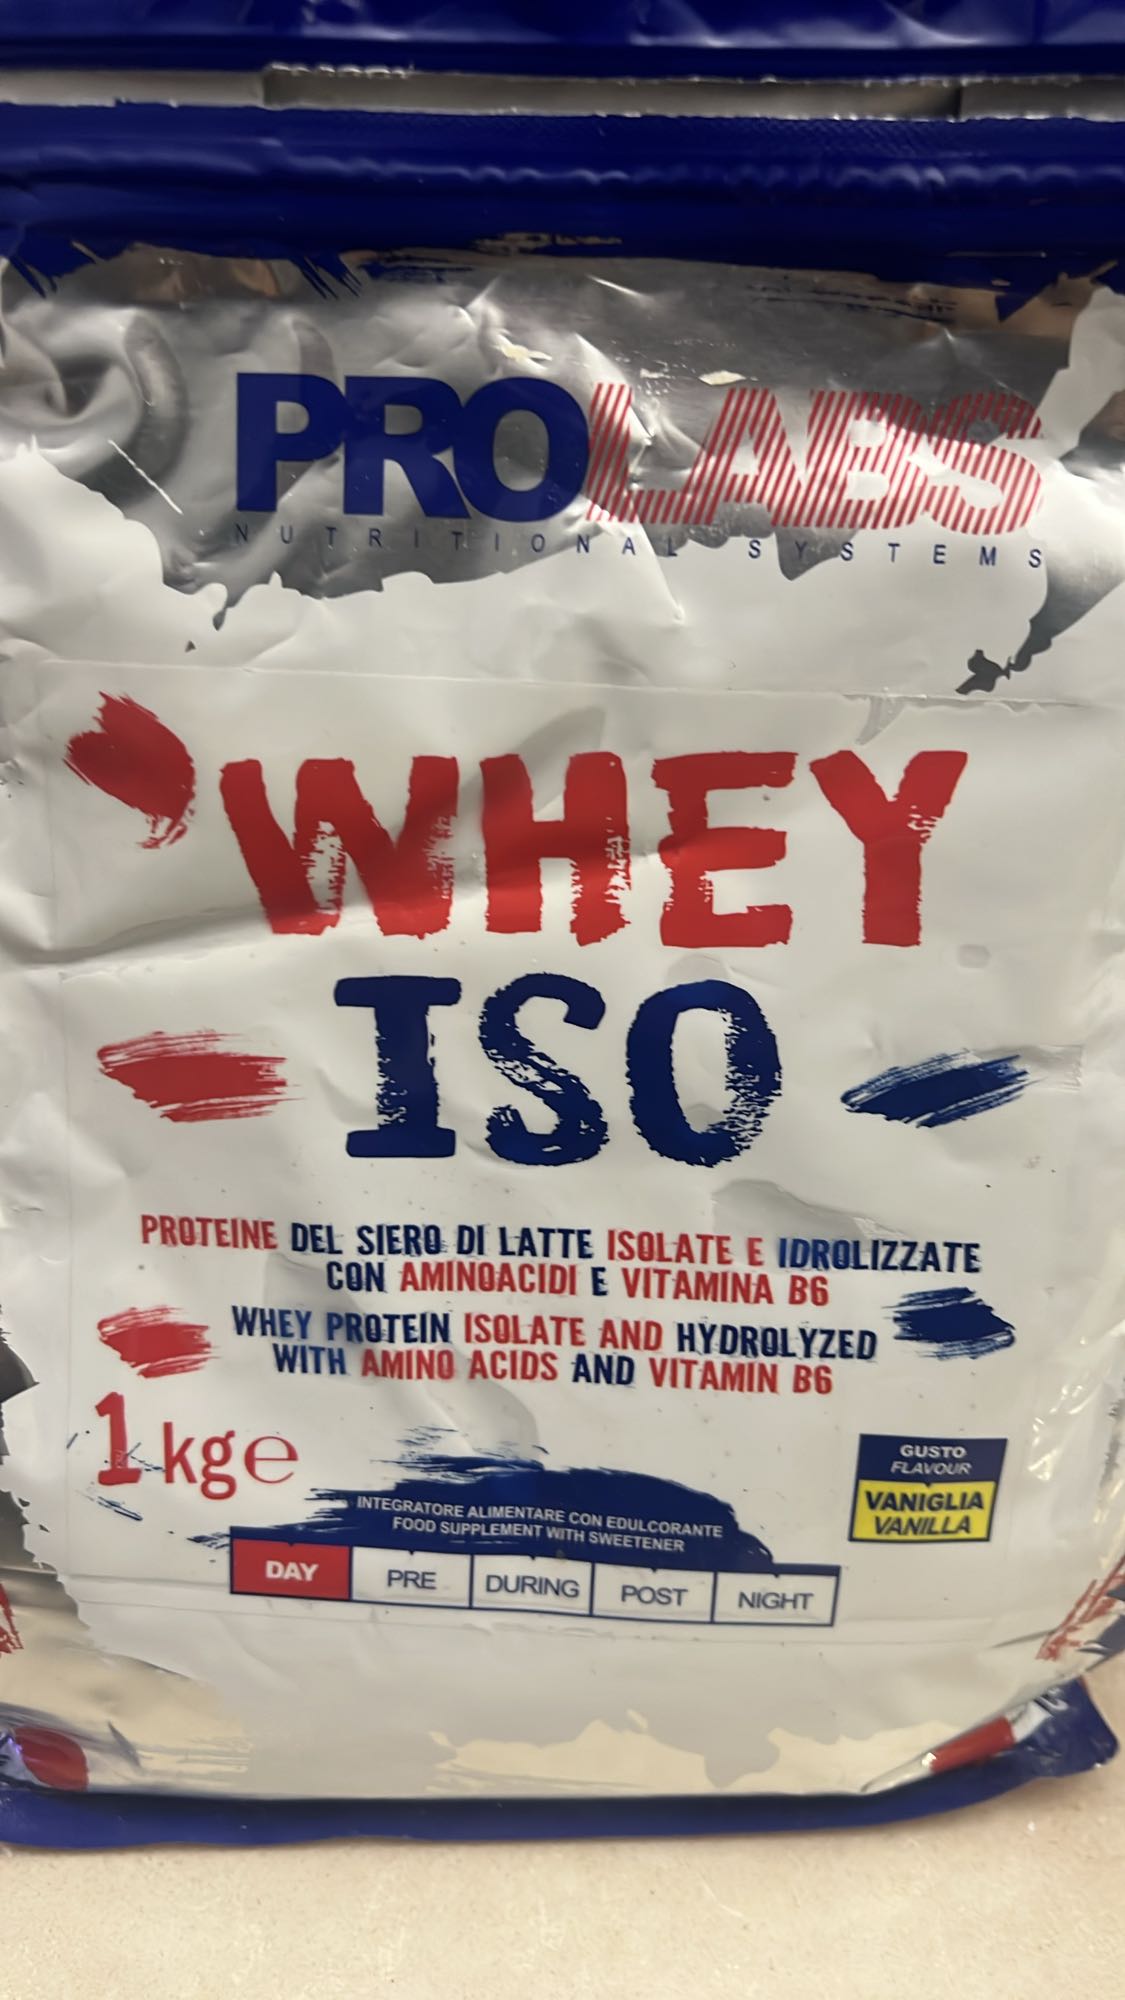 PROLABS
NUTRITIONAL SYSTEMS
WHEY
ISO
PROTEINE DEL SIERO DI LATTE ISOLATE E IDROLIZZATE
CON AMINOACIDI E VITAMINA B6
WHEY PROTEIN ISOLATE AND HYDROLYZED
WITH AMINO ACIDS AND VITAMIN B6
1 kg ℮
GUSTO
FLAVOUR
VANIGLIA
VANILLA
INTEGRATORE ALIMENTARE CON EDULCORANTE
FOOD SUPPLEMENT WITH SWEETENER
DAY PRE DURING POST NIGHT